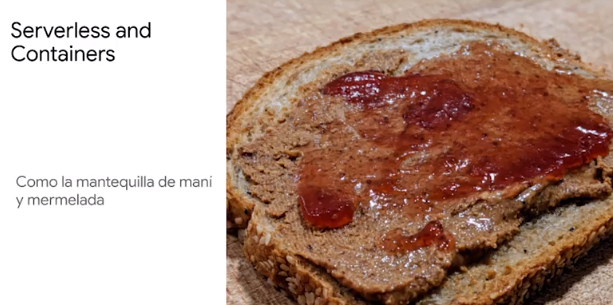 Serverless and
Containers
Como la mantequilla de maní
y mermelada